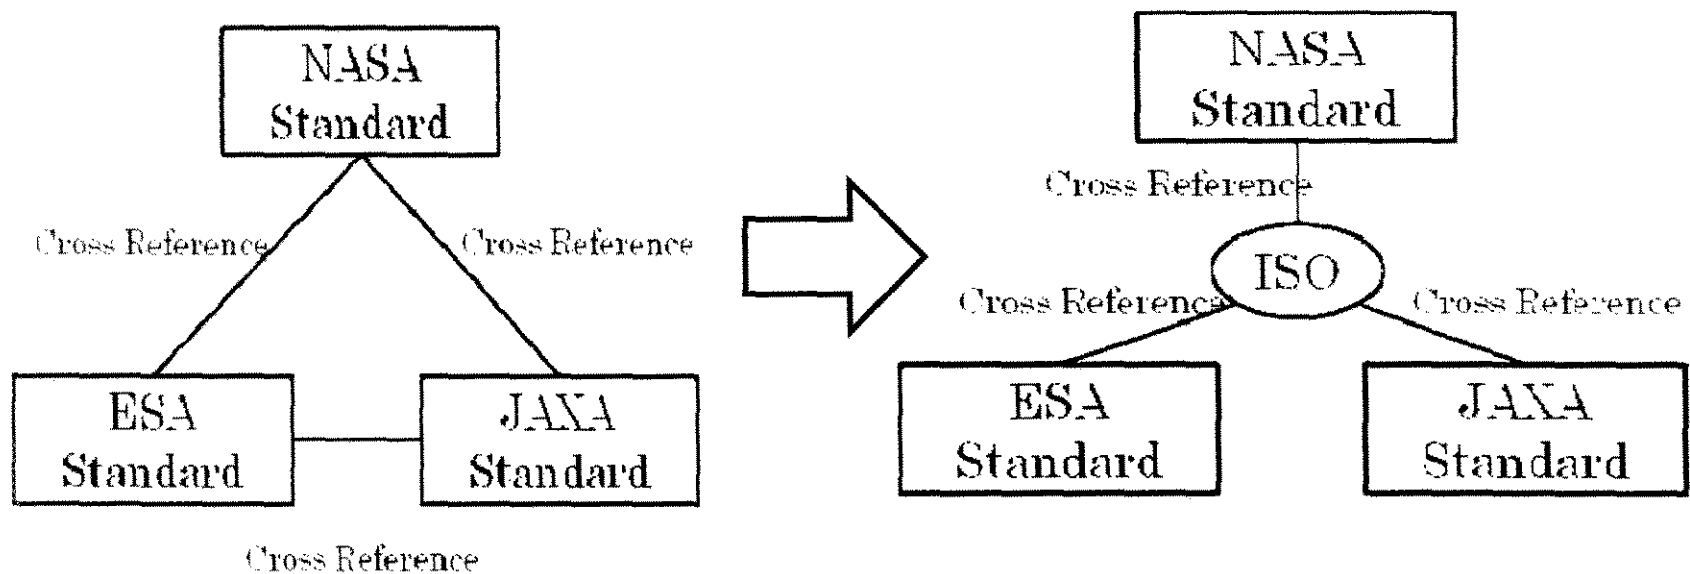 NASA
Standard
Cross Reference
Cross Reference
ESA
Standard
JAXA
Standard
Cross Reference
NASA
Standard
Cross Reference
ISO
Cross Reference
Cross Reference
ESA
Standard
JAXA
Standard